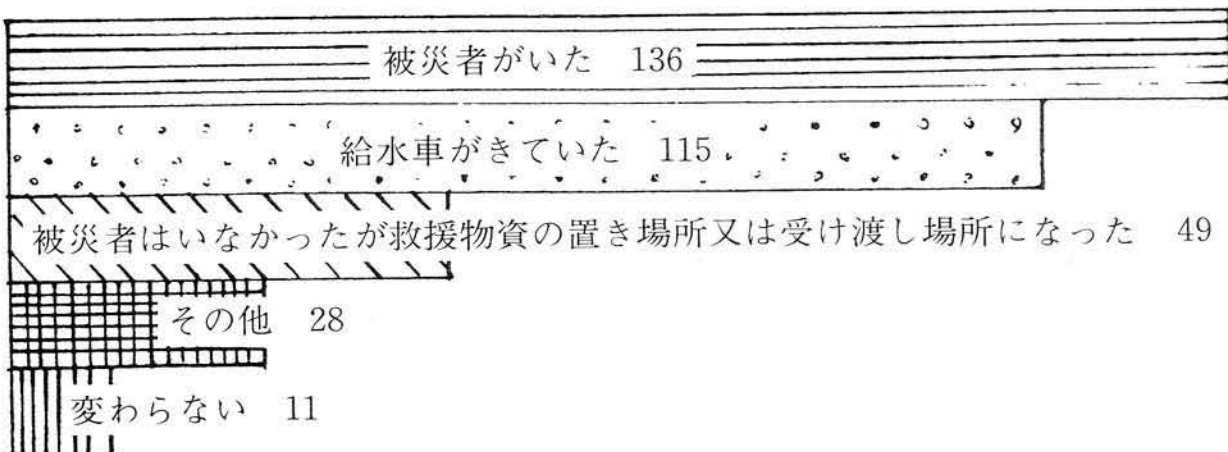 被災者がいた 136
給水車がきていた 115
被災者はいなかったが救援物資の置き場所又は受け渡し場所になった 49
その他 28
変わらない 11